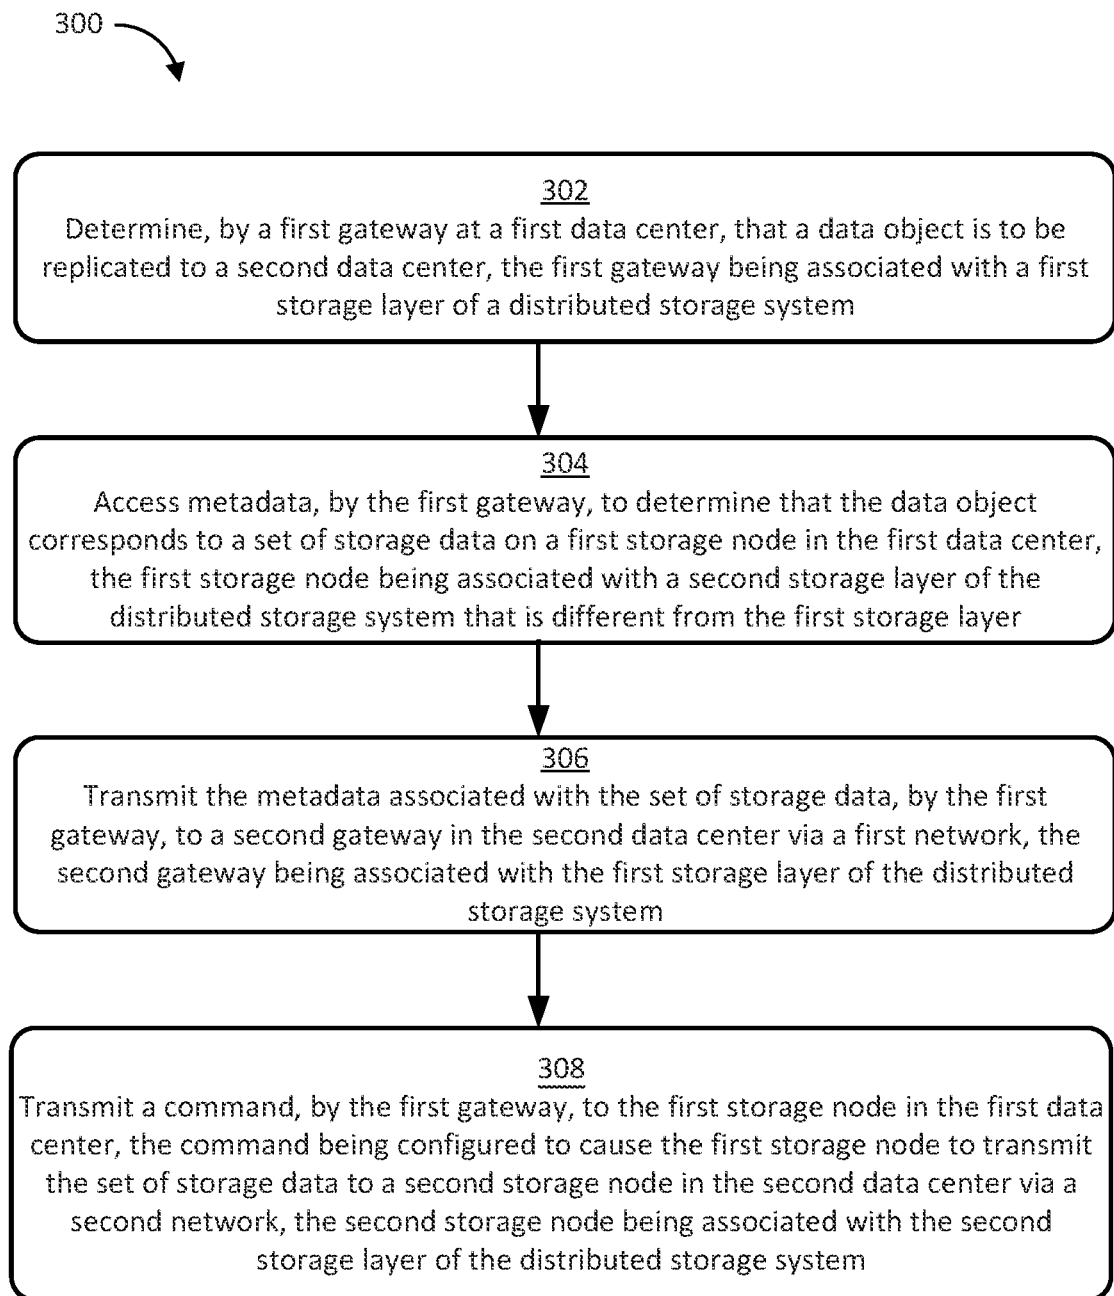 300
302
Determine, by a first gateway at a first data center, that a data object is to be
replicated to a second data center, the first gateway being associated with a first
storage layer of a distributed storage system
304
Access metadata, by the first gateway, to determine that the data object
corresponds to a set of storage data on a first storage node in the first data center,
the first storage node being associated with a second storage layer of the
distributed storage system that is different from the first storage layer
306
Transmit the metadata associated with the set of storage data, by the first
gateway, to a second gateway in the second data center via a first network, the
second gateway being associated with the first storage layer of the distributed
storage system
308
Transmit a command, by the first gateway, to the first storage node in the first data
center, the command being configured to cause the first storage node to transmit
the set of storage data to a second storage node in the second data center via a
second network, the second storage node being associated with the second
storage layer of the distributed storage system